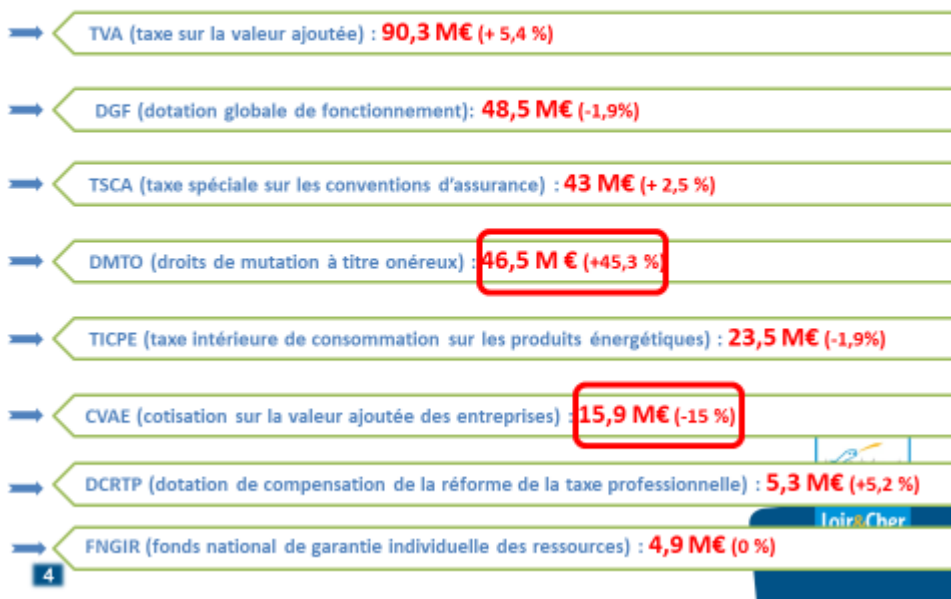 TVA (taxe sur la valeur ajoutée) : 90,3 M€ (+ 5,4 %)
DGF (dotation globale de fonctionnement): 48,5 M€ (-1,9%)
TSCA (taxe spéciale sur les conventions d'assurance) : 43 M€ (+ 2,5 %)
DMTO (droits de mutation à titre onéreux) : 46,5 M € (+45,3 %)
TICPE (taxe intérieure de consommation sur les produits énergétiques) : 23,5 M€ (-1,9%)
CVAE (cotisation sur la valeur ajoutée des entreprises) : 15,9 M€ (-15 %)
DCRTP (dotation de compensation de la réforme de la taxe professionnelle) : 5,3 M€ (+5,2 %)
Loir&Cher
FNGIR (fonds national de garantie individuelle des ressources) : 4,9 M€ (0 %)
4